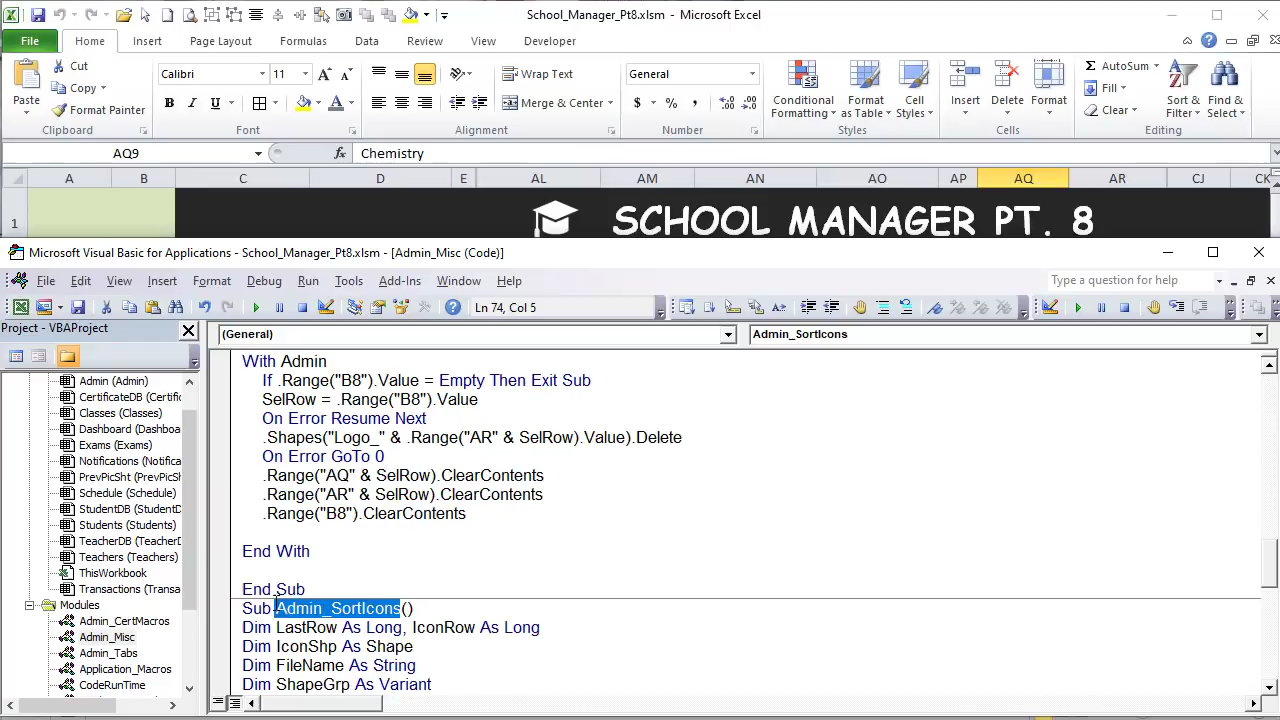 School_Manager_Pt8.xlsm - Microsoft Excel
File Home Insert Page Layout Formulas Data Review View Developer
Paste
Cut
Copy
Format Painter
Calibri 11
B I U
Wrap Text
Merge & Center
General
$ % ,
Conditional Formatting
Format as Table
Cell Styles
Insert Delete Format
AutoSum
Fill
Clear
Sort & Filter
Find & Select
Clipboard Font Alignment Number Styles Cells Editing
AQ9 fx Chemistry
A B C D E AL AM AN AO AP AQ AR CJ CK
1 SCHOOL MANAGER PT. 8
Microsoft Visual Basic for Applications - School_Manager_Pt8.xlsm - [Admin_Misc (Code)]
File Edit View Insert Format Debug Run Tools Add-Ins Window Help Type a question for help
Ln 74, Col 5
Project - VBAProject
Admin (Admin)
CertificateDB (Certific
Classes (Classes)
Dashboard (Dashboard)
Exams (Exams)
Notifications (Notifica
PrevPicSht (PrevPicSht)
Schedule (Schedule)
StudentDB (StudentDB)
Students (Students)
TeacherDB (TeacherD
Teachers (Teachers)
ThisWorkbook
Transactions (Transa
Modules
Admin_CertMacros
Admin_Misc
Admin_Tabs
Application_Macros
CodeRunTime
(General) Admin_SortIcons
With Admin
If .Range("B8").Value = Empty Then Exit Sub
SelRow = .Range("B8").Value
On Error Resume Next
.Shapes("Logo_" & .Range("AR" & SelRow).Value).Delete
On Error GoTo 0
.Range("AQ" & SelRow).ClearContents
.Range("AR" & SelRow).ClearContents
.Range("B8").ClearContents
End With
End Sub
Sub Admin_SortIcons()
Dim LastRow As Long, IconRow As Long
Dim IconShp As Shape
Dim FileName As String
Dim ShapeGrp As Variant